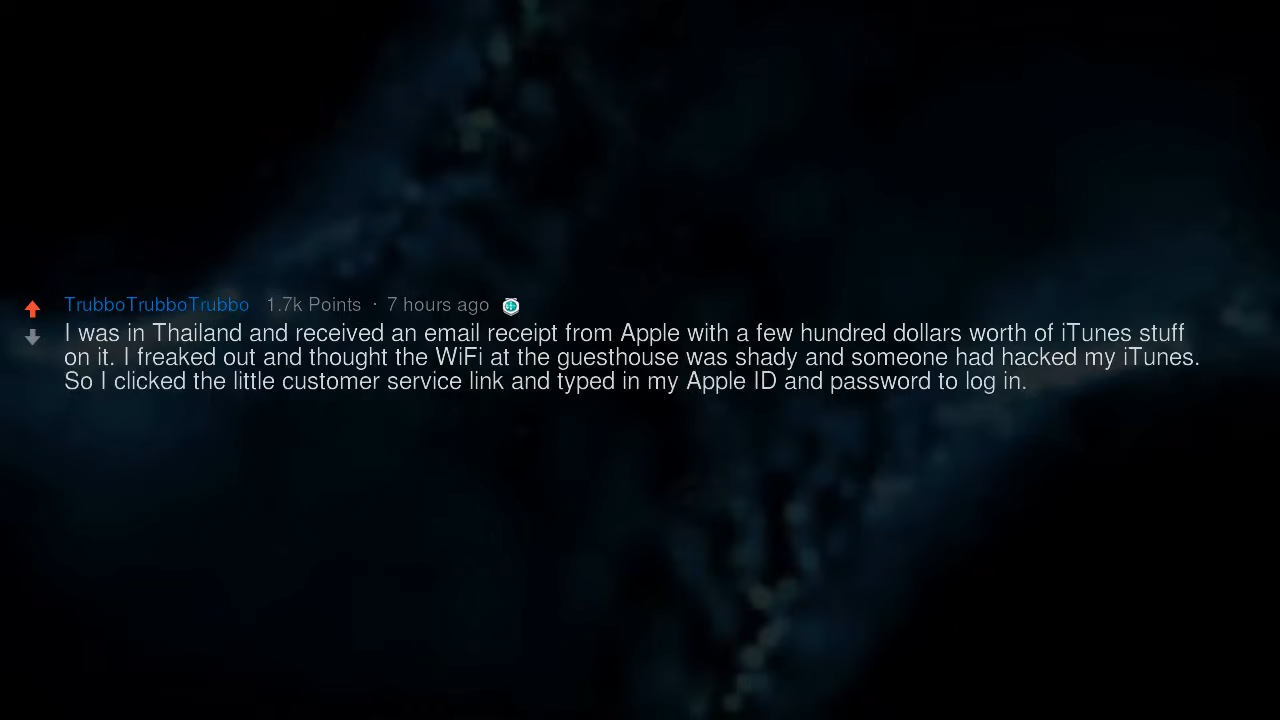 TrubboTrubboTrubbo 1.7k Points · 7 hours ago
I was in Thailand and received an email receipt from Apple with a few hundred dollars worth of iTunes stuff
on it. I freaked out and thought the WiFi at the guesthouse was shady and someone had hacked my iTunes.
So I clicked the little customer service link and typed in my Apple ID and password to log in.